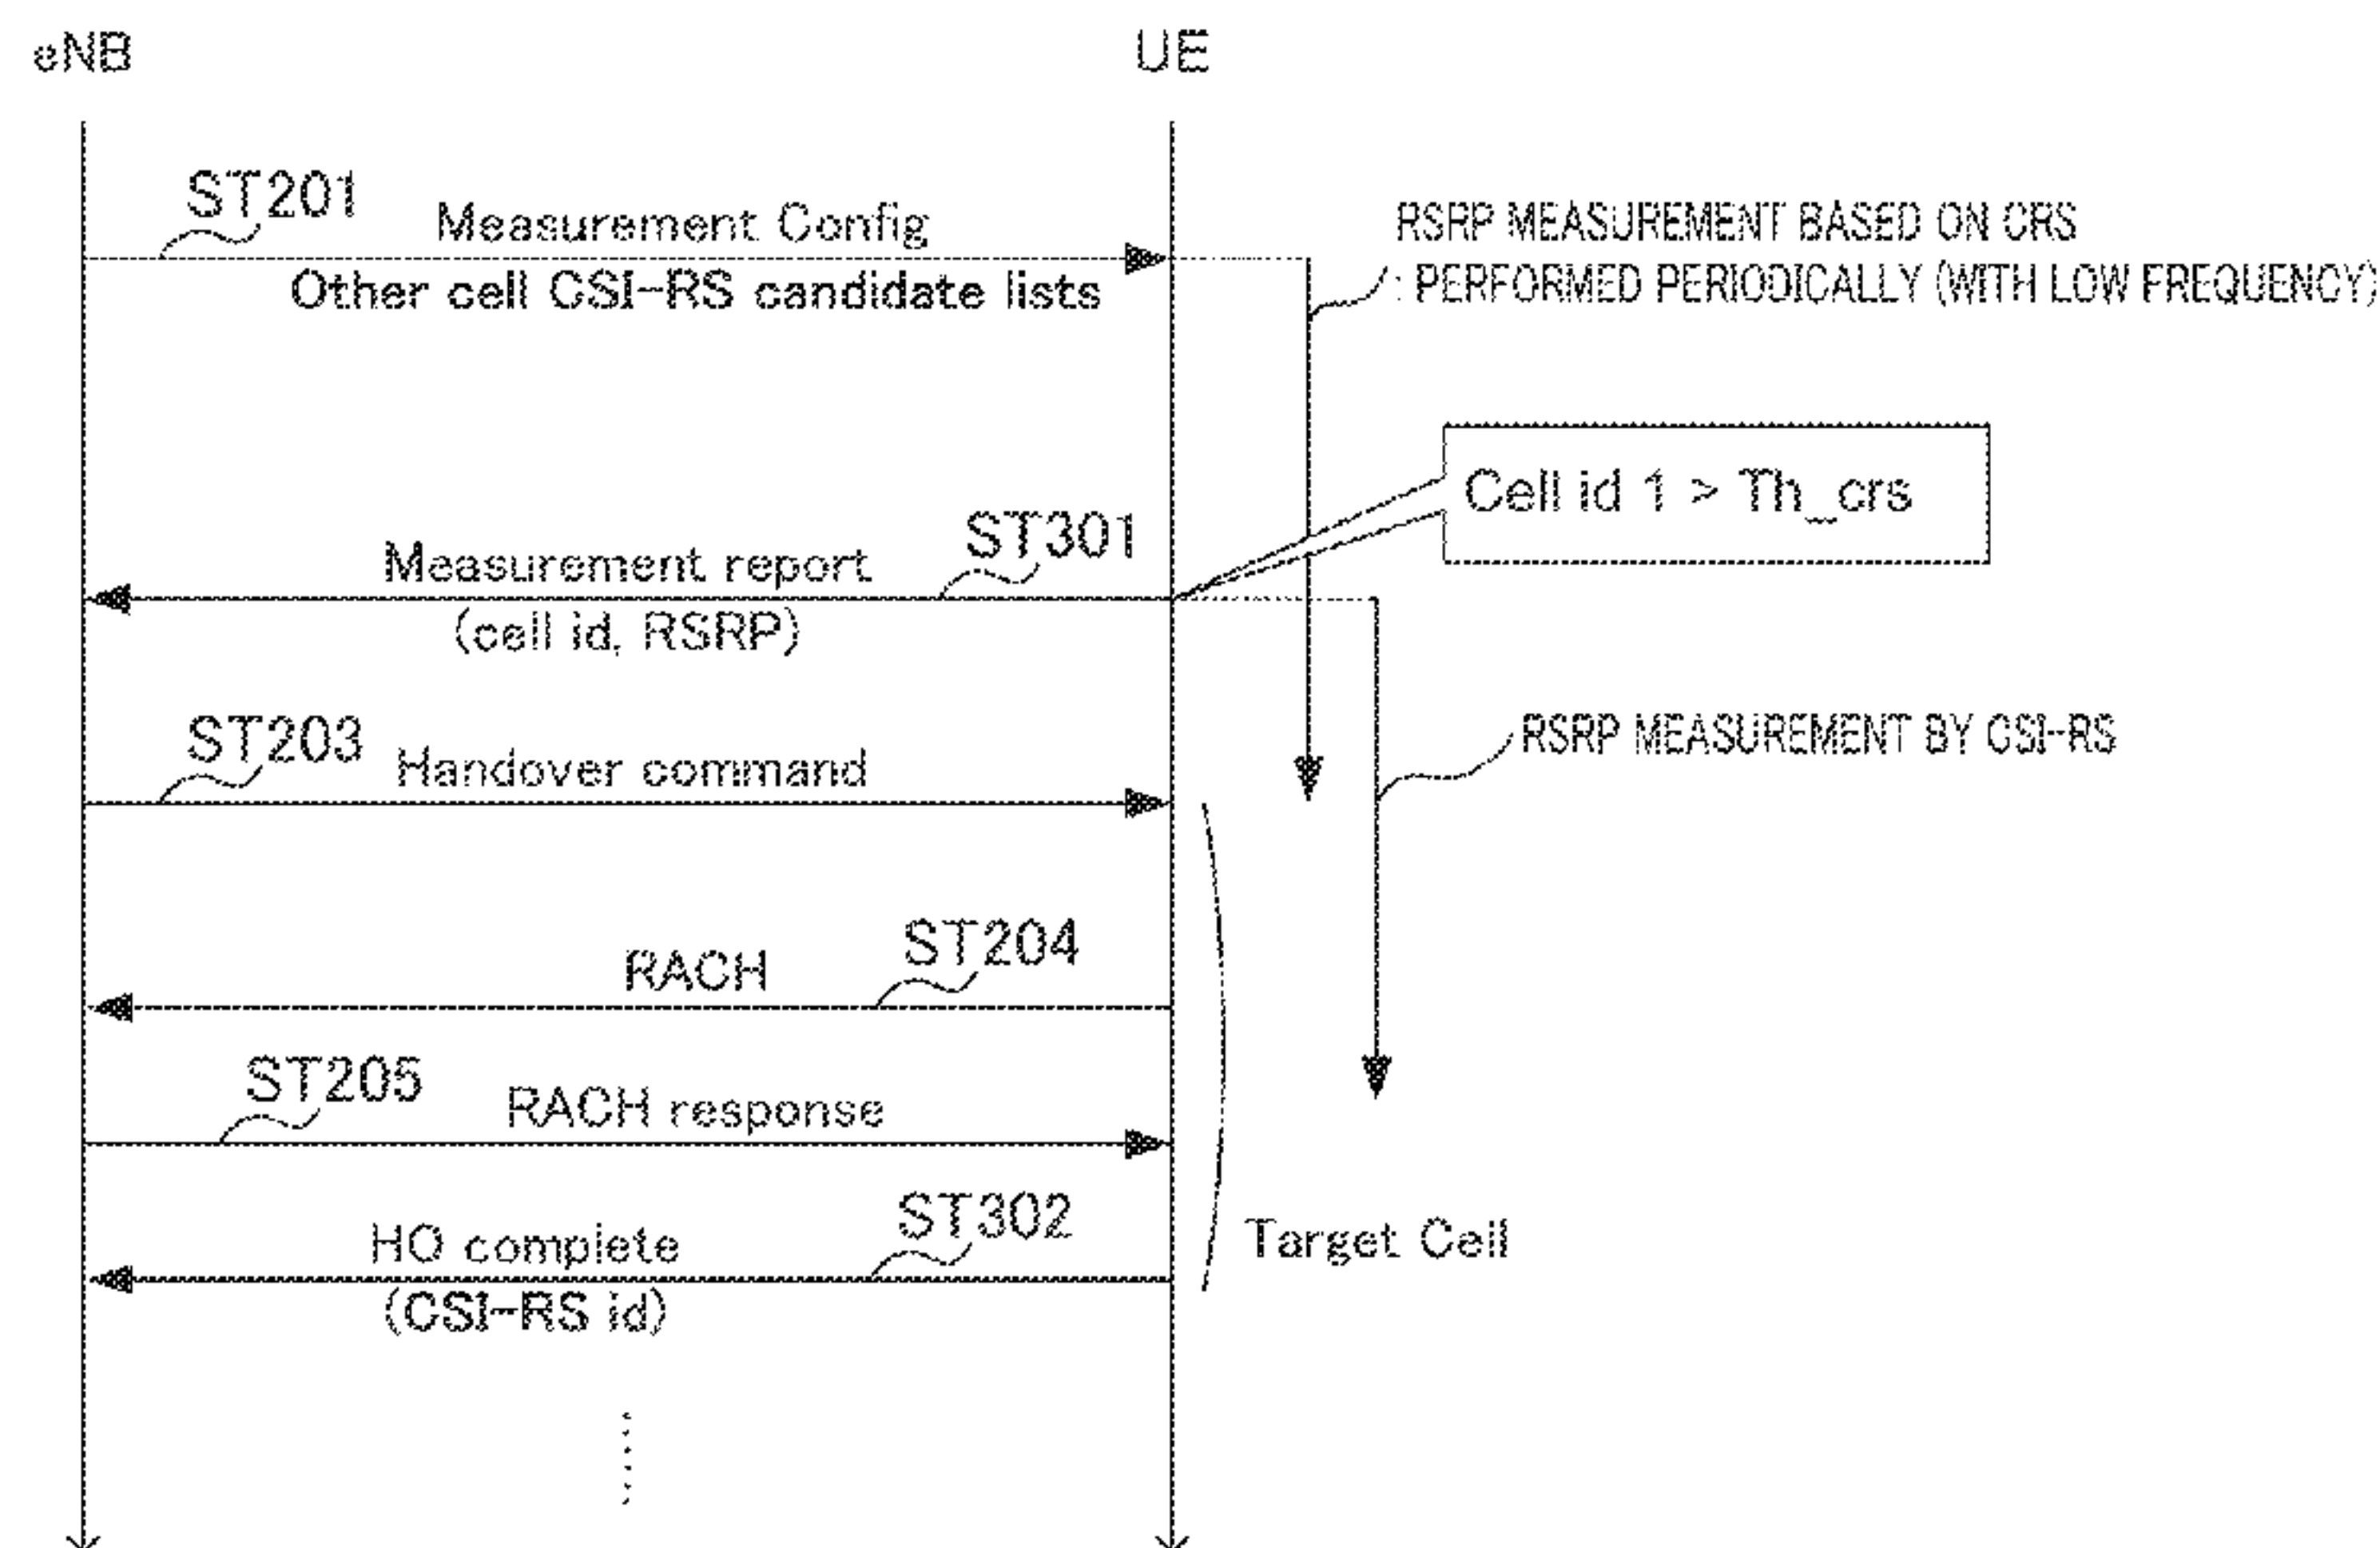 eNB
UE
ST201
Measurement Config
Other cell CSI-RS candidate lists
RSRP MEASUREMENT BASED ON CRS
: PERFORMED PERIODICALLY (WITH LOW FREQUENCY)
Cell id 1 > Th_crs
ST301
Measurement report
(cell id, RSRP)
ST203
Handover command
RSRP MEASUREMENT BY CSI-RS
ST204
RACH
ST205
RACH response
ST302
HO complete
(CSI-RS id)
Target Cell